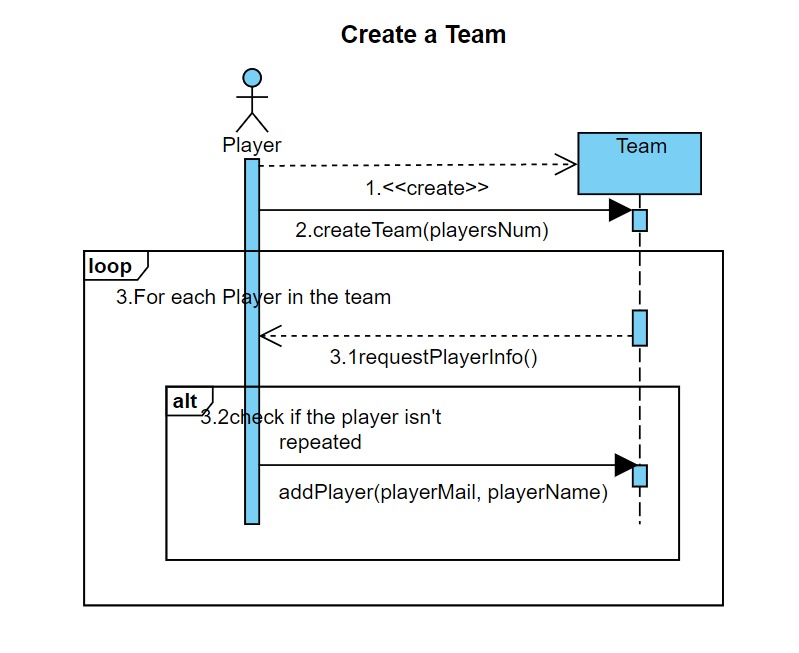 Create a Team
Player
Team
1.<<create>>
2.createTeam(playersNum)
loop
3.For each Player in the team
3.1requestPlayerInfo()
alt
3.2check if the player isn't
repeated
addPlayer(playerMail, playerName)